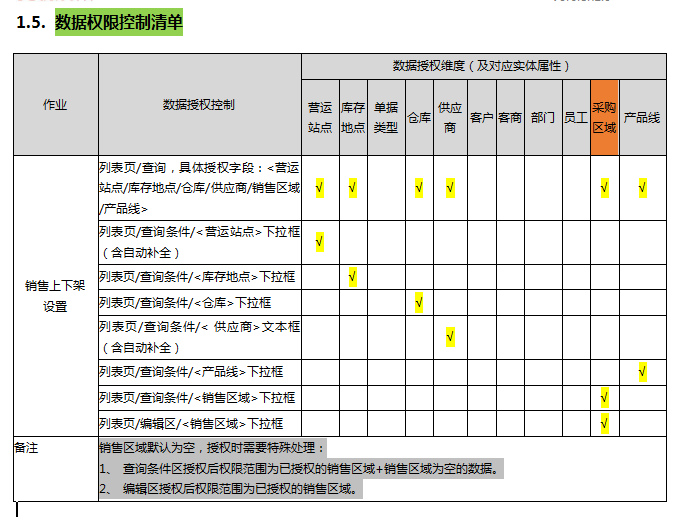 1.5. 数据权限控制清单
作业
数据授权控制
数据授权维度（及对应实体属性）
营运
站点
库存
地点
单据
类型
仓库
供应
商
客户
客商
部门
员工
采购
区域
产品线
销售上下架
设置
列表页/查询，具体授权字段：<营运
站点/库存地点/仓库/供应商/销售区域
/产品线>
√ √ √ √ √ √
列表页/查询条件/<营运站点>下拉框
（含自动补全）
√
列表页/查询条件/<库存地点>下拉框
√
列表页/查询条件/<仓库>下拉框
√
列表页/查询条件/< 供应商>文本框
（含自动补全）
√
列表页/查询条件/<产品线>下拉框
√
列表页/查询条件/<销售区域>下拉框
√
列表页/编辑区/<销售区域>下拉框
√
备注
销售区域默认为空，授权时需要特殊处理：
1、 查询条件区授权后权限范围为已授权的销售区域+销售区域为空的数据。
2、 编辑区授权后权限范围为已授权的销售区域。